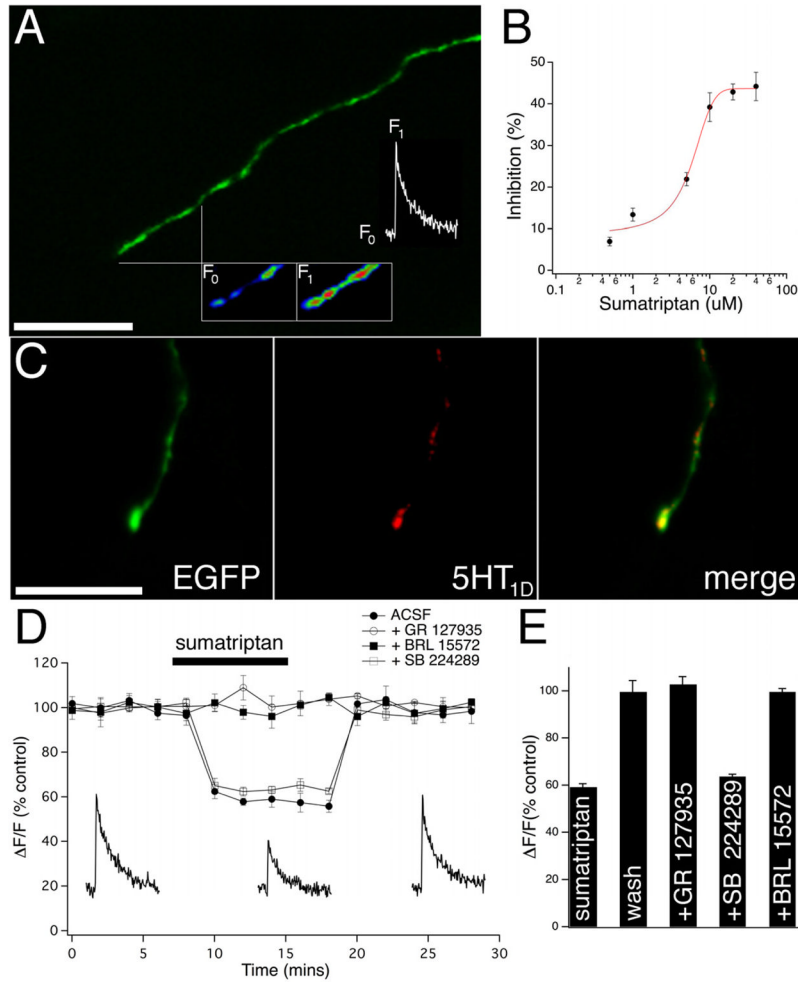 A
F1
F0
F0
F1
B
Inhibition (%)
50
40
30
20
10
0
0.1
4
6
1
2
4
6
10
2
4
6
100
Sumatriptan (uM)
C
EGFP
5HT1D
merge
D
sumatriptan
ACSF
+ GR 127935
+ BRL 15572
+ SB 224289
ΔF/F (% control)
120
100
80
60
40
20
0
0
5
10
15
20
25
30
Time (mins)
E
ΔF/F(% control)
100
80
60
40
20
0
sumatriptan
wash
+GR 127935
+SB 224289
+BRL 15572